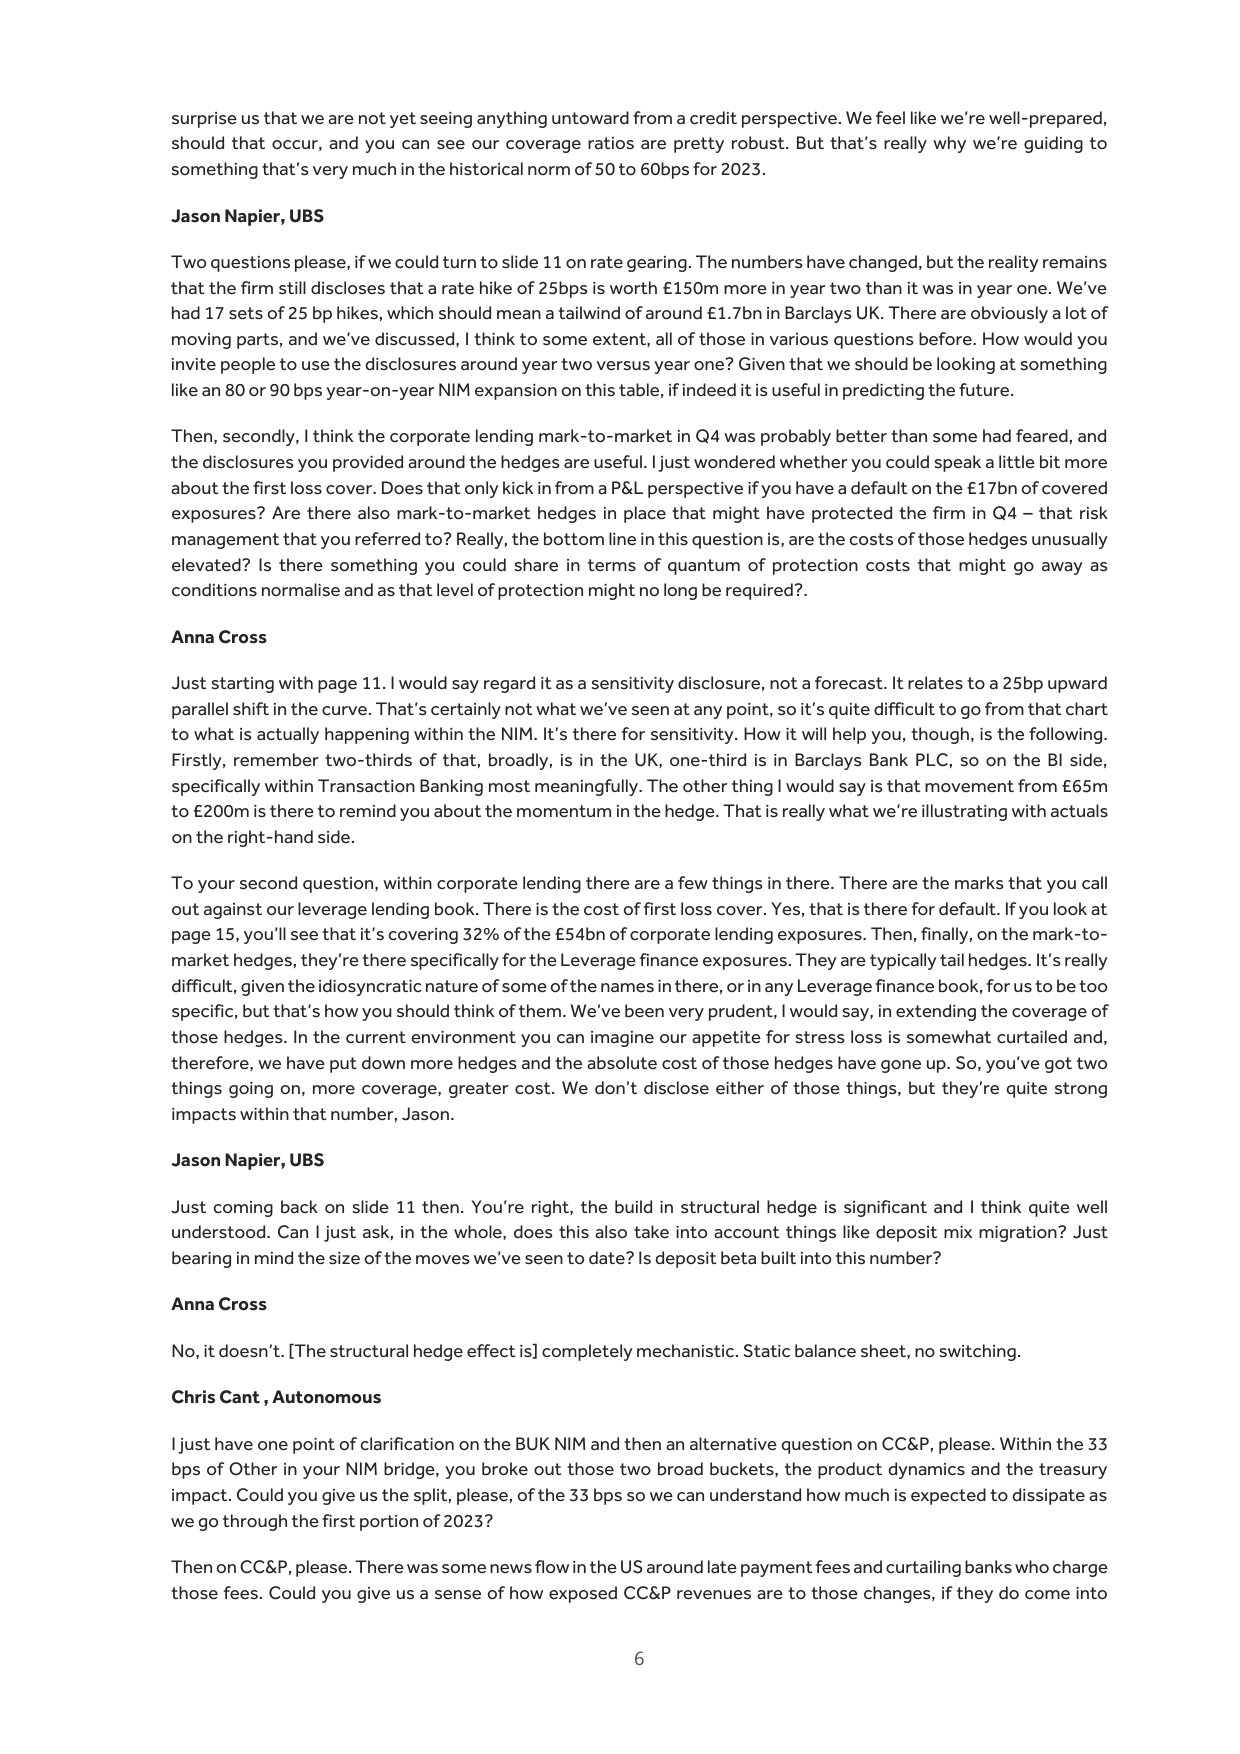 surprise us that we are not yet seeing anything untoward from a credit perspective. We feel like we're well-prepared,
should that occur, and you can see our coverage ratios are pretty robust. But that's really why we're guiding to
something that's very much in the historical norm of 50 to 60bps for 2023.
Jason Napier, UBS
Two questions please, if we could turn to slide 11 on rate gearing. The numbers have changed, but the reality remains
that the firm still discloses that a rate hike of 25bps is worth £150m more in year two than it was in year one. We've
had 17 sets of 25 bp hikes, which should mean a tailwind of around £1.7bn in Barclays UK. There are obviously a lot of
moving parts, and we've discussed, I think to some extent, all of those in various questions before. How would you
invite people to use the disclosures around year two versus year one? Given that we should be looking at something
like an 80 or 90 bps year-on-year NIM expansion on this table, if indeed it is useful in predicting the future.
Then, secondly, I think the corporate lending mark-to-market in Q4 was probably better than some had feared, and
the disclosures you provided around the hedges are useful. I just wondered whether you could speak a little bit more
about the first loss cover. Does that only kick in from a P&L perspective if you have a default on the £17bn of covered
exposures? Are there also mark-to-market hedges in place that might have protected the firm in Q4 – that risk
management that you referred to? Really, the bottom line in this question is, are the costs of those hedges unusually
elevated? Is there something you could share in terms of quantum of protection costs that might go away as
conditions normalise and as that level of protection might no long be required?.
Anna Cross
Just starting with page 11. I would say regard it as a sensitivity disclosure, not a forecast. It relates to a 25bp upward
parallel shift in the curve. That's certainly not what we've seen at any point, so it's quite difficult to go from that chart
to what is actually happening within the NIM. It's there for sensitivity. How it will help you, though, is the following.
Firstly, remember two-thirds of that, broadly, is in the UK, one-third is in Barclays Bank PLC, so on the BI side,
specifically within Transaction Banking most meaningfully. The other thing I would say is that movement from £65m
to £200m is there to remind you about the momentum in the hedge. That is really what we're illustrating with actuals
on the right-hand side.
To your second question, within corporate lending there are a few things in there. There are the marks that you call
out against our leverage lending book. There is the cost of first loss cover. Yes, that is there for default. If you look at
page 15, you'll see that it's covering 32% of the £54bn of corporate lending exposures. Then, finally, on the mark-to-
market hedges, they're there specifically for the Leverage finance exposures. They are typically tail hedges. It's really
difficult, given the idiosyncratic nature of some of the names in there, or in any Leverage finance book, for us to be too
specific, but that's how you should think of them. We've been very prudent, I would say, in extending the coverage of
those hedges. In the current environment you can imagine our appetite for stress loss is somewhat curtailed and,
therefore, we have put down more hedges and the absolute cost of those hedges have gone up. So, you've got two
things going on, more coverage, greater cost. We don't disclose either of those things, but they're quite strong
impacts within that number, Jason.
Jason Napier, UBS
Just coming back on slide 11 then. You're right, the build in structural hedge is significant and I think quite well
understood. Can I just ask, in the whole, does this also take into account things like deposit mix migration? Just
bearing in mind the size of the moves we've seen to date? Is deposit beta built into this number?
Anna Cross
No, it doesn't. [The structural hedge effect is] completely mechanistic. Static balance sheet, no switching.
Chris Cant , Autonomous
I just have one point of clarification on the BUK NIM and then an alternative question on CC&P, please. Within the 33
bps of Other in your NIM bridge, you broke out those two broad buckets, the product dynamics and the treasury
impact. Could you give us the split, please, of the 33 bps so we can understand how much is expected to dissipate as
we go through the first portion of 2023?
Then on CC&P, please. There was some news flow in the US around late payment fees and curtailing banks who charge
those fees. Could you give us a sense of how exposed CC&P revenues are to those changes, if they do come into
6